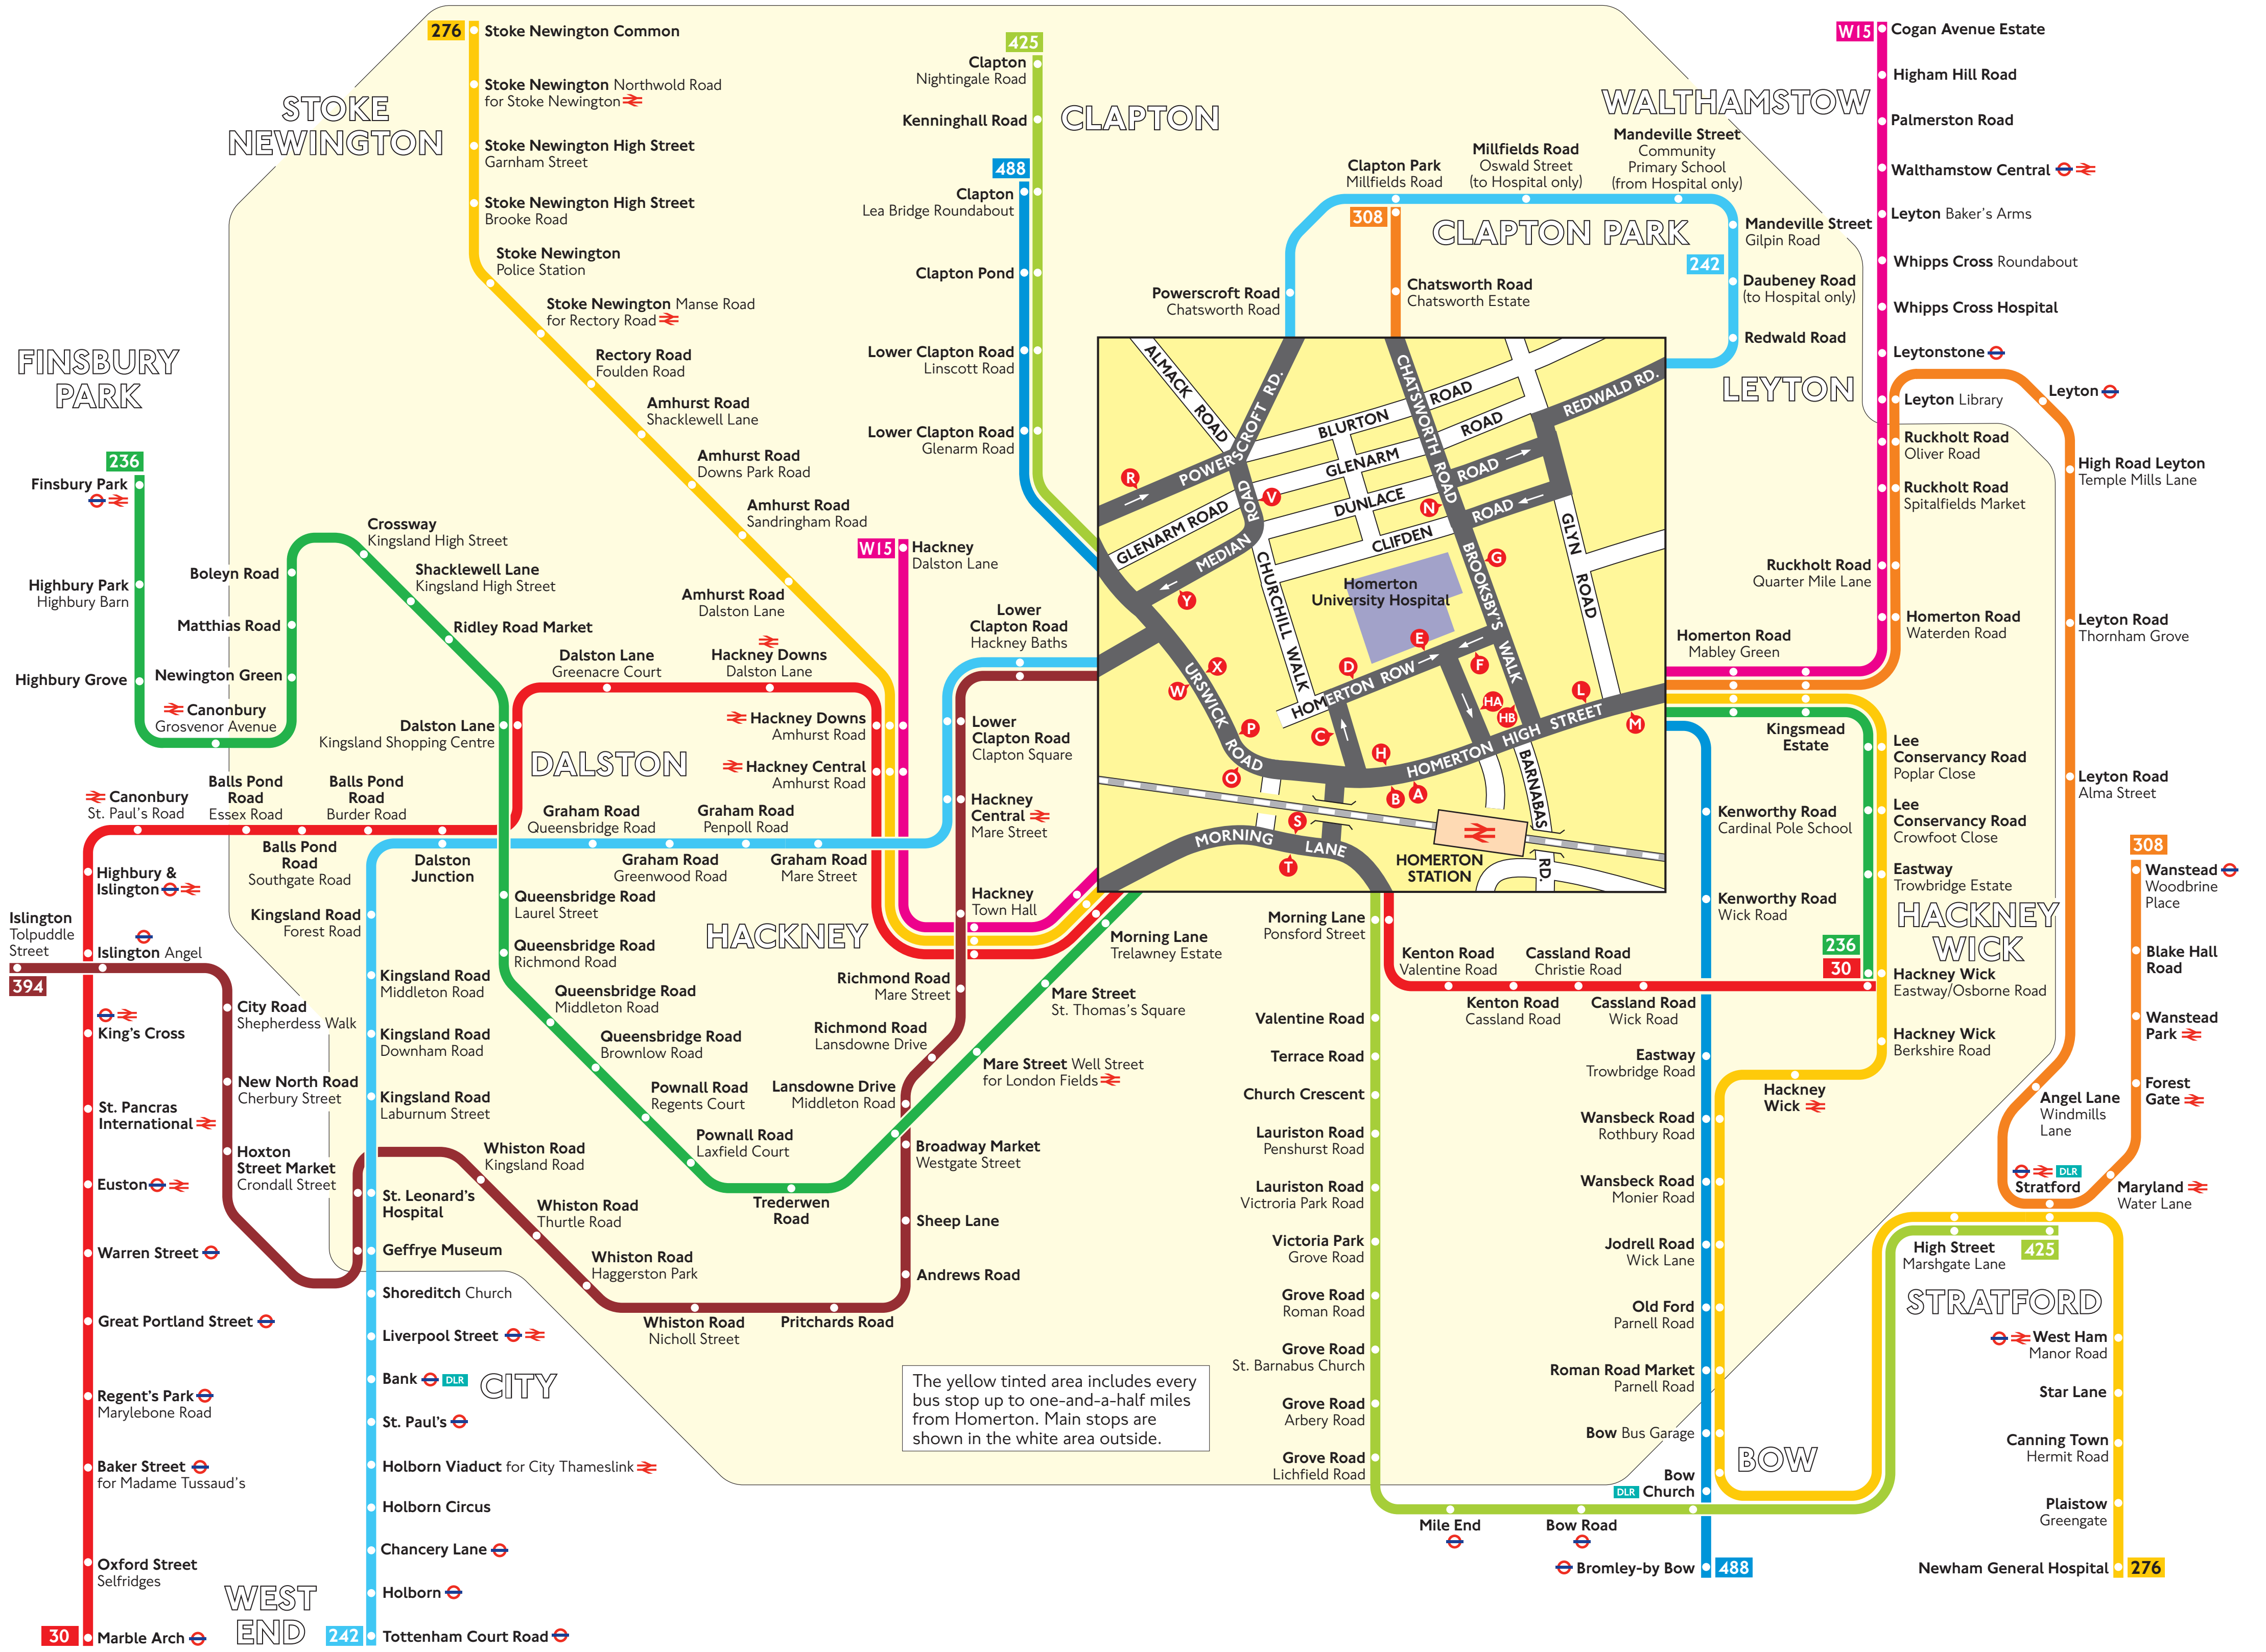 276
Stoke Newington Common
Stoke Newington Northwold Road
for Stoke Newington
Stoke Newington High Street
Garnham Street
Stoke Newington High Street
Brooke Road
Stoke Newington
Police Station
Stoke Newington Manse Road
for Rectory Road
Rectory Road
Foulden Road
Amhurst Road
Shacklewell Lane
Amhurst Road
Downs Park Road
Amhurst Road
Sandringham Road
Amhurst Road
Dalston Lane
STOKE
NEWINGTON
425
Clapton
Nightingale Road
Kenninghall Road
CLAPTON
488
Clapton
Lea Bridge Roundabout
Clapton Pond
Lower Clapton Road
Linscott Road
Lower Clapton Road
Glenarm Road
Clapton Park
Millfields Road
Millfields Road
Oswald Street
(to Hospital only)
Mandeville Street
Community
Primary School
(from Hospital only)
308
CLAPTON PARK
Mandeville Street
Gilpin Road
242
Daubeney Road
(to Hospital only)
Redwald Road
Powerscroft Road
Chatsworth Road
Chatsworth Road
Chatsworth Estate
WALTHAMSTOW
W15
Cogan Avenue Estate
Higham Hill Road
Palmerston Road
Walthamstow Central
Leyton Baker's Arms
Whipps Cross Roundabout
Whipps Cross Hospital
Leytonstone
LEYTON
Leyton Library
Leyton
Ruckholt Road
Oliver Road
Ruckholt Road
Spitalfields Market
Ruckholt Road
Quarter Mile Lane
Homerton Road
Waterden Road
Homerton Road
Mabley Green
High Road Leyton
Temple Mills Lane
Leyton Road
Thornham Grove
Leyton Road
Alma Street
Kingsmead
Estate
Lee
Conservancy Road
Poplar Close
Lee
Conservancy Road
Crowfoot Close
Eastway
Trowbridge Estate
HACKNEY
WICK
236
30
Hackney Wick
Eastway/Osborne Road
Hackney Wick
Berkshire Road
Hackney
Wick
Kenworthy Road
Cardinal Pole School
Kenworthy Road
Wick Road
308
Wanstead
Woodbrine
Place
Blake Hall
Road
Wanstead
Park
Forest
Gate
Angel Lane
Windmills
Lane
DLR
Stratford
Maryland
Water Lane
High Street
Marshgate Lane
425
STRATFORD
West Ham
Manor Road
Star Lane
Canning Town
Hermit Road
Plaistow
Greengate
Newham General Hospital
276
FINSBURY
PARK
236
Finsbury Park
Highbury Park
Highbury Barn
Highbury Grove
Canonbury
Grosvenor Avenue
Newington Green
Matthias Road
Boleyn Road
Crossway
Kingsland High Street
Shacklewell Lane
Kingsland High Street
Ridley Road Market
Dalston Lane
Kingsland Shopping Centre
DALSTON
Dalston Lane
Greenacre Court
Hackney Downs
Dalston Lane
W15
Hackney
Dalston Lane
Hackney Downs
Amhurst Road
Hackney Central
Amhurst Road
Lower
Clapton Road
Hackney Baths
Lower
Clapton Road
Clapton Square
Hackney
Central
Mare Street
Hackney
Town Hall
HACKNEY
Canonbury
St. Paul's Road
Balls Pond
Road
Essex Road
Balls Pond
Road
Southgate Road
Balls Pond
Road
Burder Road
Dalston
Junction
Graham Road
Queensbridge Road
Graham Road
Greenwood Road
Graham Road
Penpoll Road
Graham Road
Mare Street
Highbury &
Islington
Islington
Tolpuddle
Street
394
Islington Angel
King's Cross
St. Pancras
International
Euston
Warren Street
Great Portland Street
Regent's Park
Marylebone Road
Baker Street
for Madame Tussaud's
Oxford Street
Selfridges
30
Marble Arch
WEST
END
City Road
Shepherdess Walk
New North Road
Cherbury Street
Hoxton
Street Market
Crondall Street
Kingsland Road
Forest Road
Kingsland Road
Middleton Road
Kingsland Road
Downham Road
Kingsland Road
Laburnum Street
St. Leonard's
Hospital
Geffrye Museum
Shoreditch Church
Liverpool Street
Bank
DLR
CITY
St. Paul's
Holborn Viaduct for City Thameslink
Holborn Circus
Chancery Lane
Holborn
242
Tottenham Court Road
Queensbridge Road
Laurel Street
Queensbridge Road
Richmond Road
Queensbridge Road
Middleton Road
Queensbridge Road
Brownlow Road
Pownall Road
Regents Court
Pownall Road
Laxfield Court
Trederwen
Road
Whiston Road
Kingsland Road
Whiston Road
Thurtle Road
Whiston Road
Haggerston Park
Whiston Road
Nicholl Street
Pritchards Road
Andrews Road
Sheep Lane
Broadway Market
Westgate Street
Lansdowne Drive
Middleton Road
Richmond Road
Lansdowne Drive
Richmond Road
Mare Street
Mare Street Well Street
for London Fields
Mare Street
St. Thomas's Square
Morning Lane
Trelawney Estate
Morning Lane
Ponsford Street
Valentine Road
Terrace Road
Church Crescent
Lauriston Road
Penshurst Road
Lauriston Road
Victroria Park Road
Victoria Park
Grove Road
Grove Road
Roman Road
Grove Road
St. Barnabus Church
Grove Road
Arbery Road
Grove Road
Lichfield Road
Mile End
Bow Road
Kenton Road
Valentine Road
Kenton Road
Cassland Road
Cassland Road
Christie Road
Cassland Road
Wick Road
Eastway
Trowbridge Road
Wansbeck Road
Rothbury Road
Wansbeck Road
Monier Road
Jodrell Road
Wick Lane
Old Ford
Parnell Road
Roman Road Market
Parnell Road
Bow Bus Garage
BOW
Bow
DLR Church
Bromley-by Bow
488
The yellow tinted area includes every
bus stop up to one-and-a-half miles
from Homerton. Main stops are
shown in the white area outside.
ALMACK ROAD
POWERSCROFT RD.
CHATSWORTH ROAD
BLURTON ROAD
REDWALD RD.
GLENARM ROAD
GLENARM ROAD
DUNLACE ROAD
CLIFDEN ROAD
MEDIAN ROAD
CHURCHILL WALK
BROOKSBY'S WALK
GLYN ROAD
Homerton
University Hospital
HOMERTON ROW
URSWICK ROAD
HOMERTON HIGH STREET
BARNABAS RD.
MORNING LANE
HOMERTON
STATION
R
V
N
G
Y
E
F
D
X
W
HA
HB
L
M
P
C
H
O
B
A
S
T